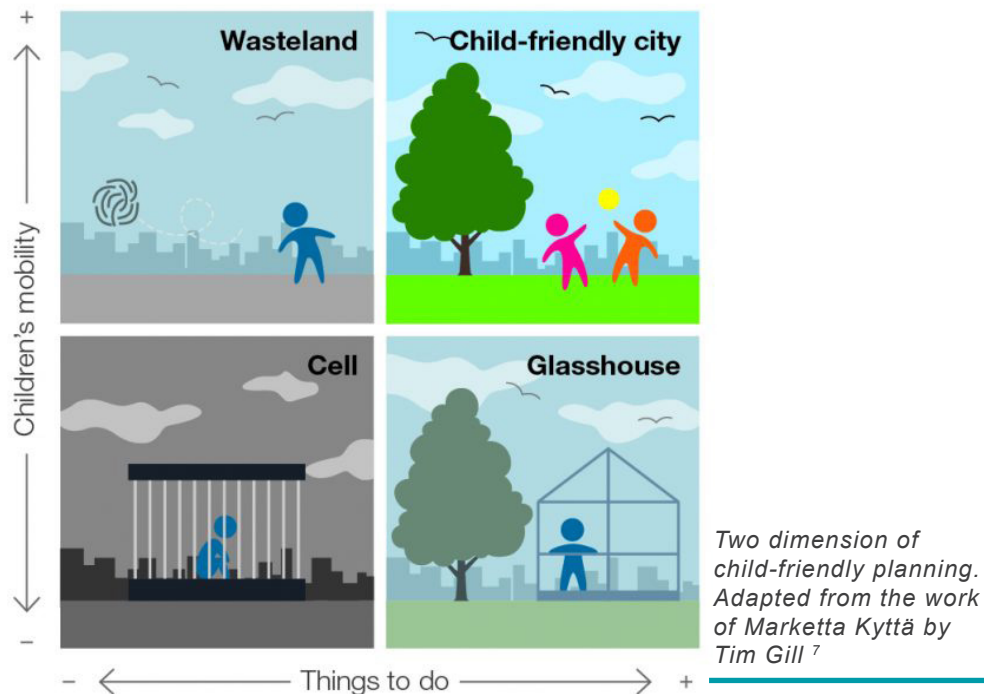 +
Wasteland
Child-friendly city
Children's mobility
Cell
Glasshouse
−
− Things to do +
Two dimension of
child-friendly planning.
Adapted from the work
of Marketta Kyttä by
Tim Gill 7